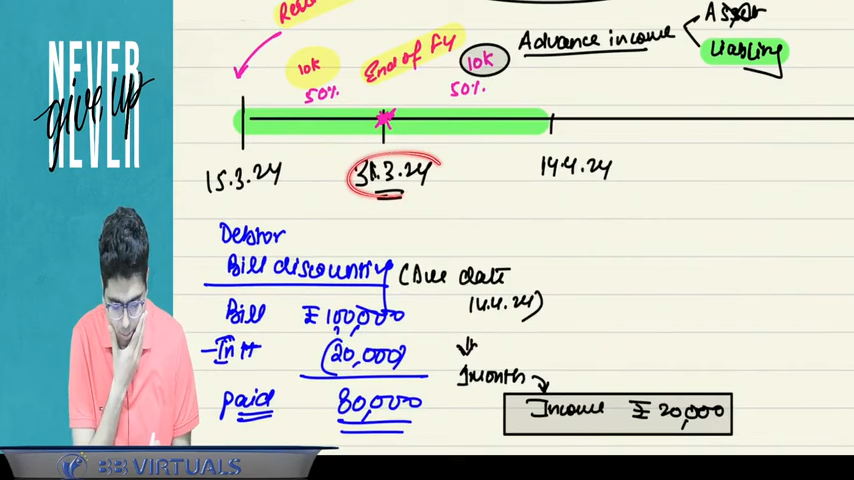 NEVER
give up
NEVER
10K
50%
End of FY
10K
50%
Advance income
Asset
Liability
15.3.24
31.3.24
14.4.24
Debtor
Bill discounting (Due date
14.4.24)
Bill ₹100,000
-Int (20,000)
paid 80,000
1month
Income ₹20,000
BB VIRTUALS